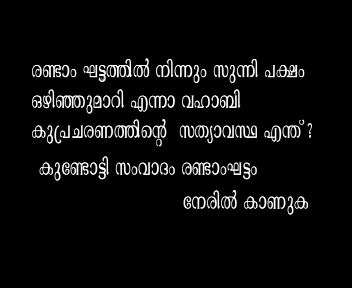 രണ്ടാം ഘട്ടത്തിൽ നിന്നും സുന്നി പക്ഷം
ഒഴിഞ്ഞുമാറി എന്നാ വഹാബി
കുപ്രചരണത്തിന്റെ സത്യാവസ്ഥ എന്ത് ?
കുണ്ടോട്ടി സംവാദം രണ്ടാംഘട്ടം
നേരിൽ കാണുക